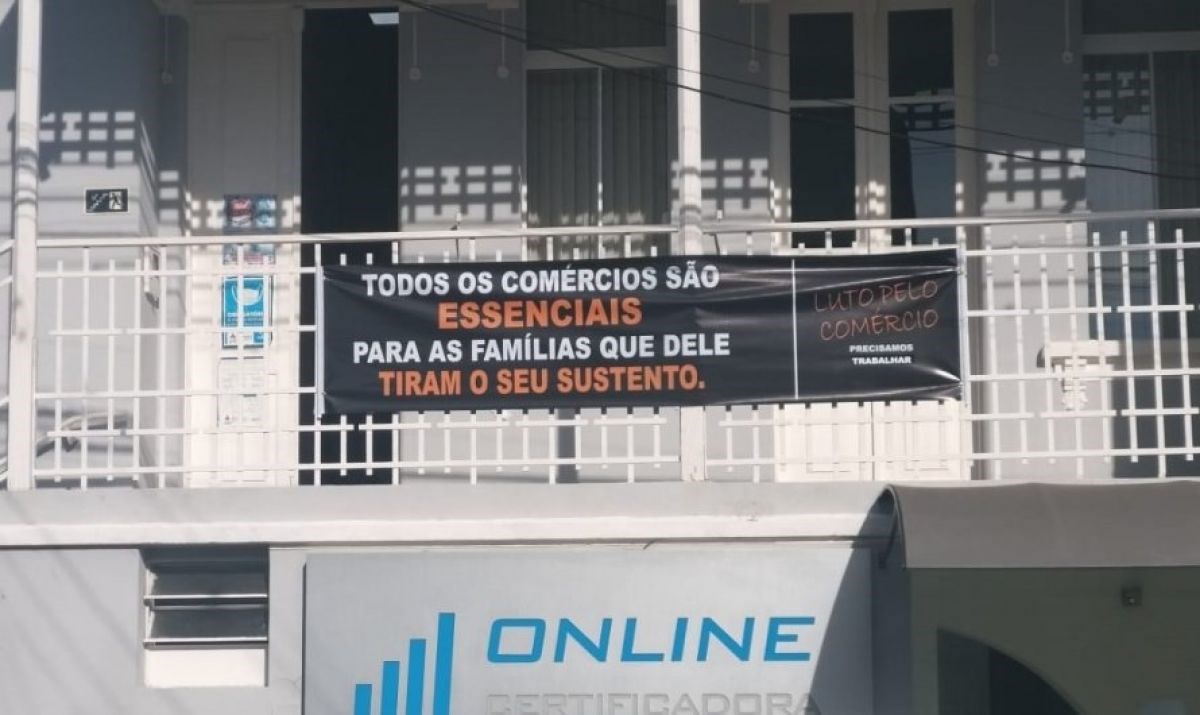 TODOS OS COMÉRCIOS SÃO
ESSENCIAIS
PARA AS FAMÍLIAS QUE DELE
TIRAM O SEU SUSTENTO.
LUTO PELO
COMÉRCIO
PRECISAMOS
TRABALHAR
ONLINE
CERTIFICADORA